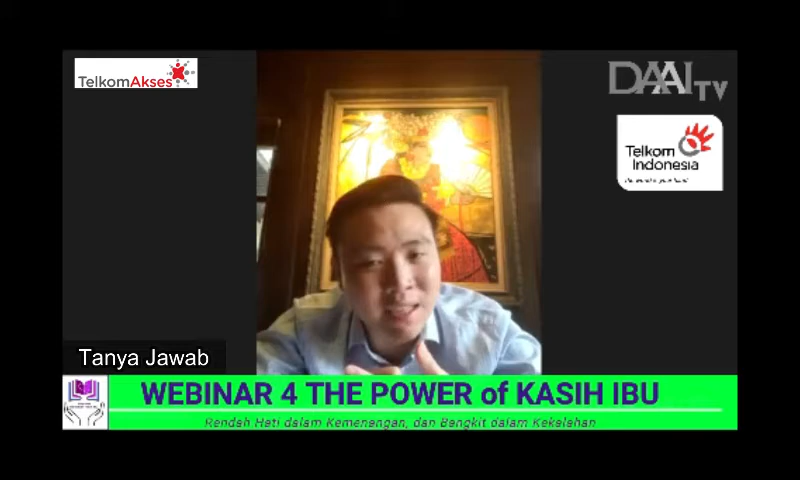 TelkomAkses
DAAI TV
Telkom
Indonesia
Tanya Jawab
WEBINAR 4 THE POWER of KASIH IBU
Rendah Hati dalam Kemenangan, dan Bangkit dalam Kekalahan